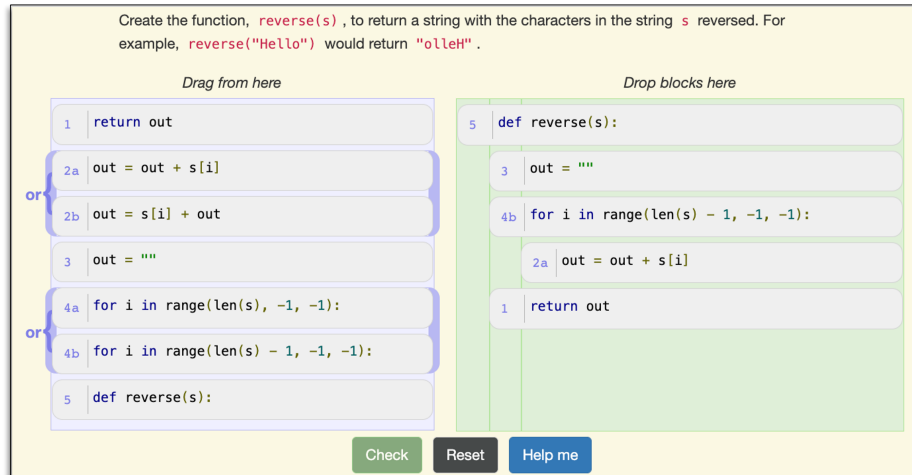 Create the function, reverse(s) , to return a string with the characters in the string s reversed. For
example, reverse("Hello") would return "olleH" .
Drag from here
1 return out
or{
2a out = out + s[i]
2b out = s[i] + out
3 out = ""
or{
4a for i in range(len(s), -1, -1):
4b for i in range(len(s) - 1, -1, -1):
5 def reverse(s):
Drop blocks here
5 def reverse(s):
3 out = ""
4b for i in range(len(s) - 1, -1, -1):
2a out = out + s[i]
1 return out
Check
Reset
Help me